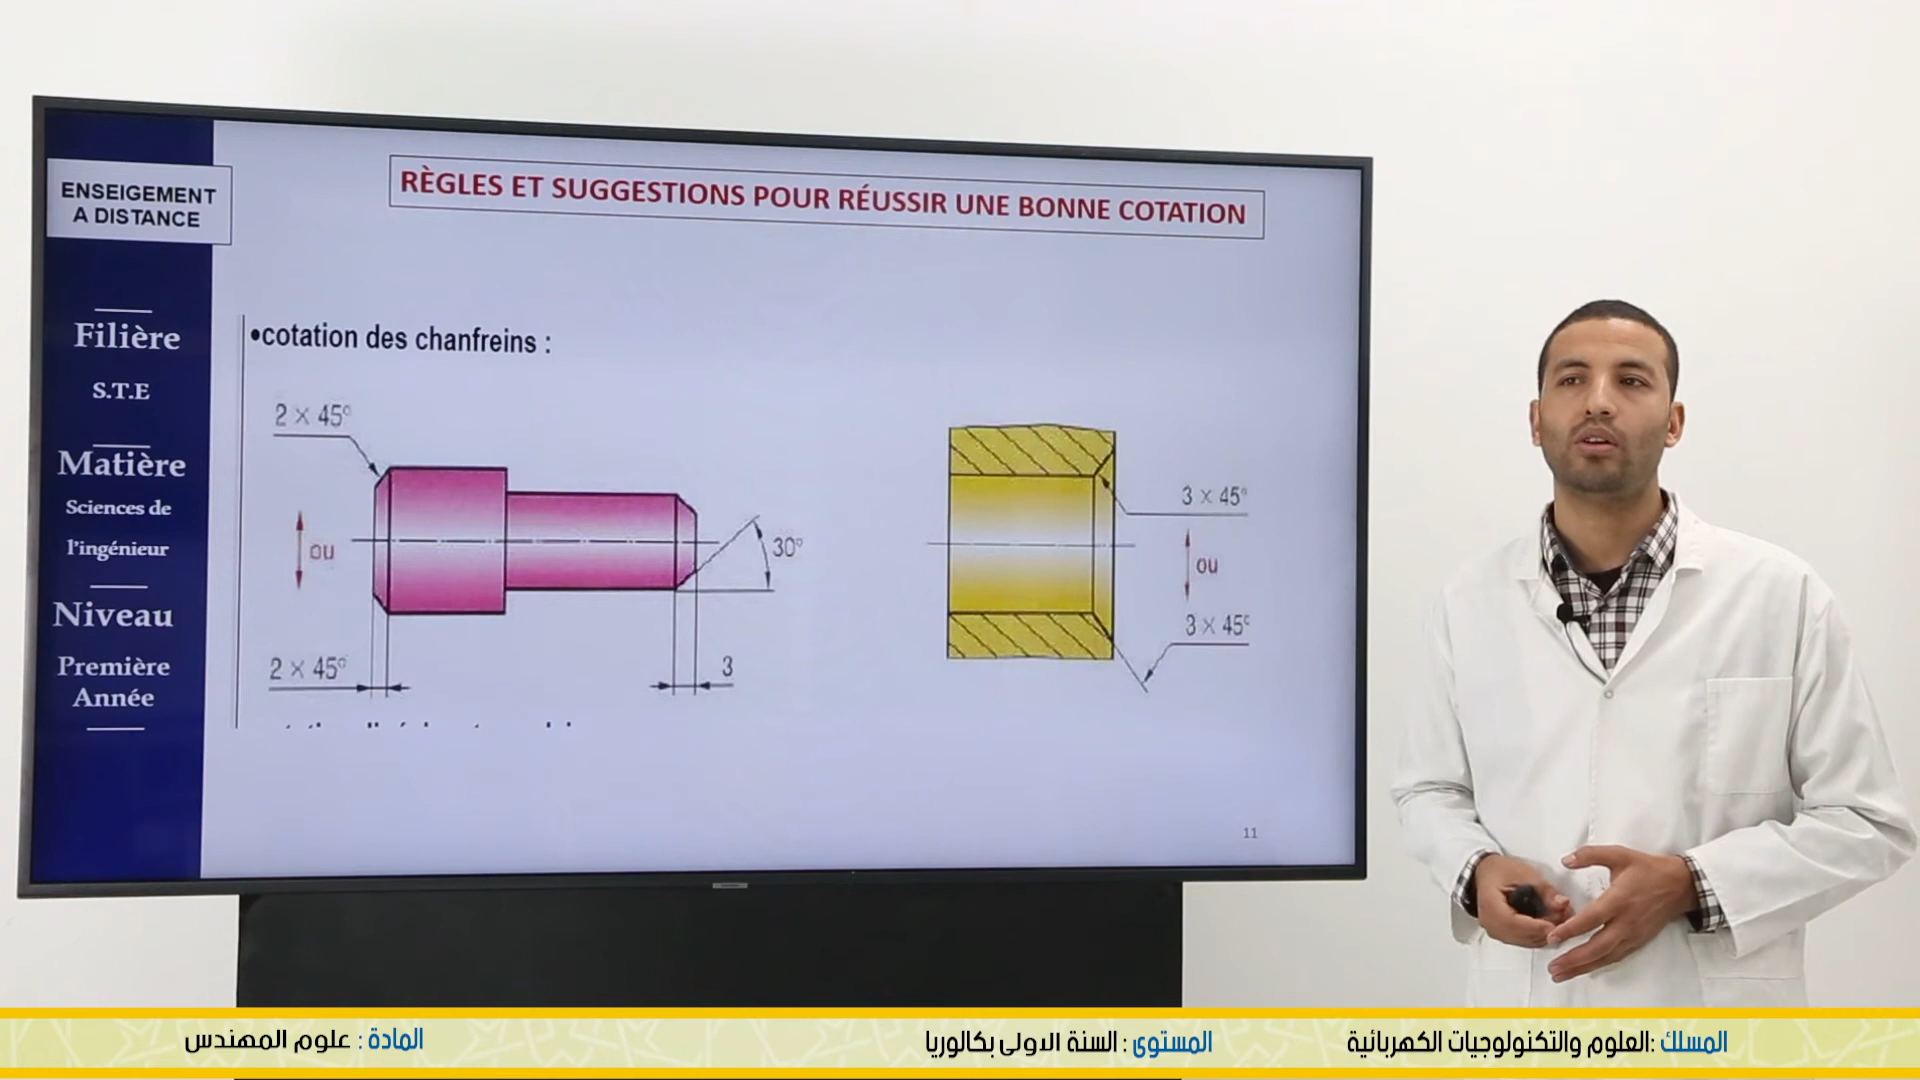 ENSEIGEMENT
A DISTANCE
Filière
S.T.E
Matière
Sciences de
l'ingénieur
Niveau
Première
Année
RÈGLES ET SUGGESTIONS POUR RÉUSSIR UNE BONNE COTATION
•cotation des chanfreins :
2 × 45°
ou
30°
2 × 45°
3
3 × 45°
ou
3 × 45°
11
المسلك :العلوم والتكنولوجيات الكهربائية
المستوى : السنة الاولى بكالوريا
المادة : علوم المهندس